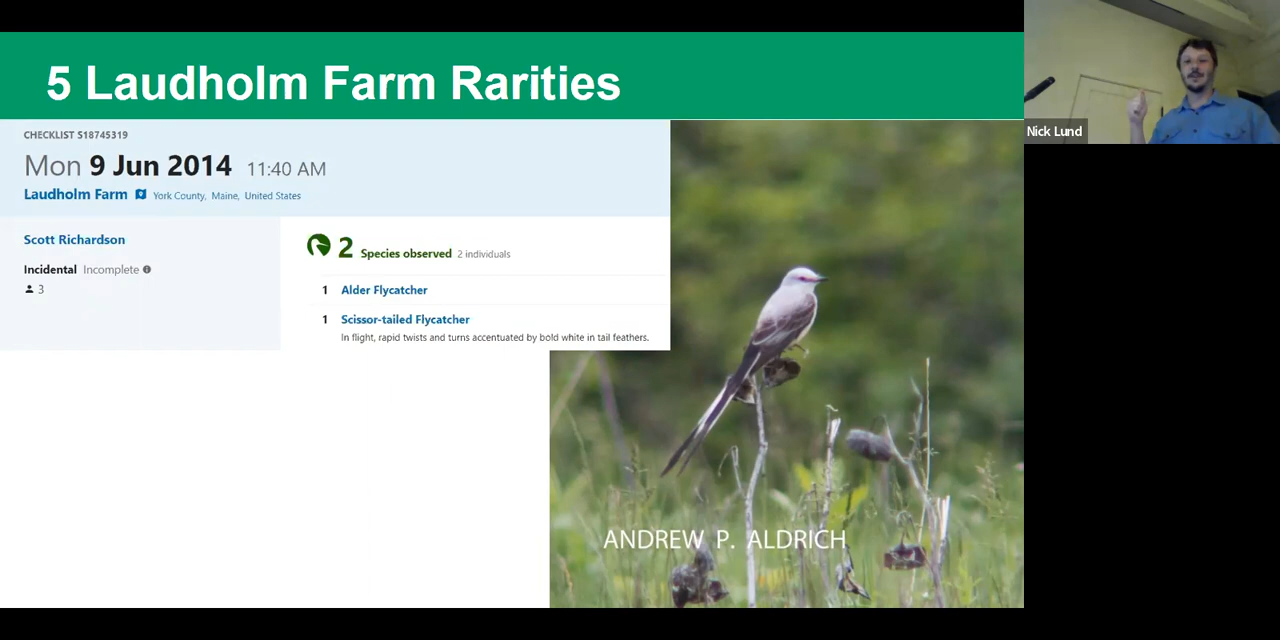 5 Laudholm Farm Rarities
CHECKLIST S18745319
Mon 9 Jun 2014 11:40 AM
Laudholm Farm York County, Maine, United States
Scott Richardson
Incidental Incomplete
3
2 Species observed 2 individuals
1 Alder Flycatcher
1 Scissor-tailed Flycatcher
In flight, rapid twists and turns accentuated by bold white in tail feathers.
ANDREW P. ALDRICH
Nick Lund